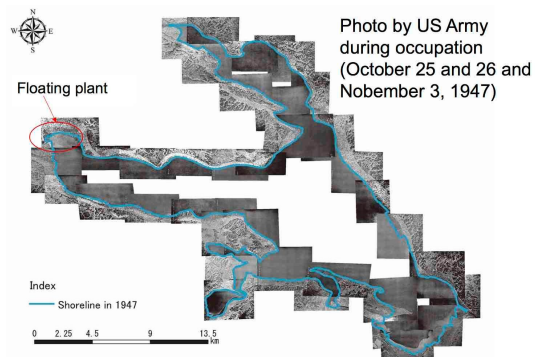 N
W E
S
Photo by US Army
during occupation
(October 25 and 26 and
Nobember 3, 1947)
Floating plant
Index
Shoreline in 1947
0 2.25 4.5 9 13.5
km